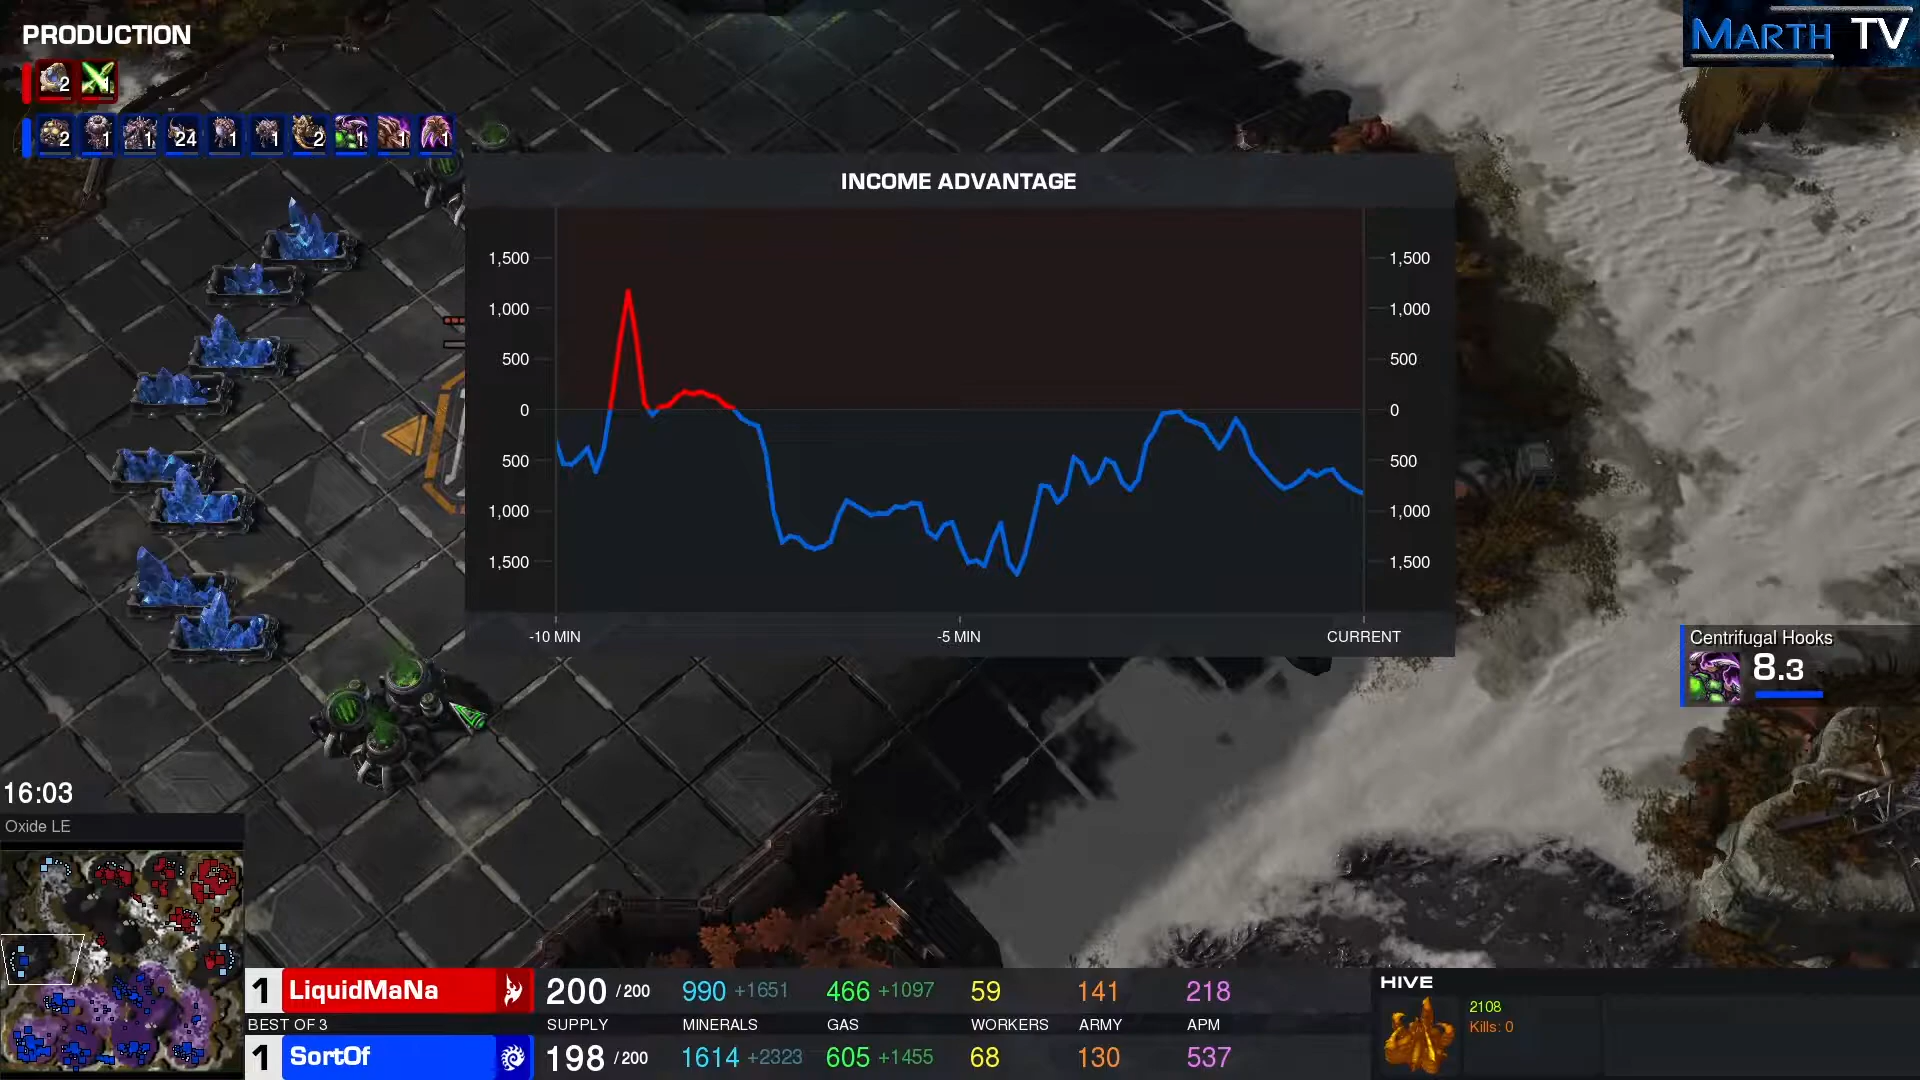 PRODUCTION
2 1
2 1 1 24 1 1 2 1 1 1
MARTH TV
INCOME ADVANTAGE
1,500 1,500
1,000 1,000
500 500
0 0
500 500
1,000 1,000
1,500 1,500
-10 MIN -5 MIN CURRENT
Centrifugal Hooks
8.3
16:03
Oxide LE
1 LiquidMaNa 200 /200 990 +1651 466 +1097 59 141 218
BEST OF 3 SUPPLY MINERALS GAS WORKERS ARMY APM
1 SortOf 198 /200 1614 +2323 605 +1455 68 130 537
HIVE
2108
Kills: 0